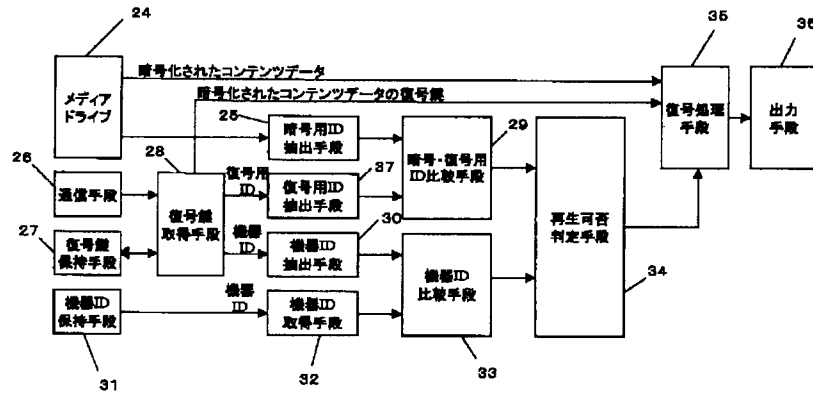 24
35
36
暗号化されたコンテンツデータ
暗号化されたコンテンツデータの復号鍵
メディア
ドライブ
25
暗号用ID
抽出手段
29
暗号・復号用
ID比較手段
復号処理
手段
出力
手段
26
通信手段
28
復号鍵
取得手段
復号用
ID
37
復号用ID
抽出手段
27
復号鍵
保持手段
機器
ID
30
機器ID
抽出手段
再生可否
判定手段
34
機器ID
比較手段
33
機器ID
保持手段
31
機器
ID
機器ID
取得手段
32